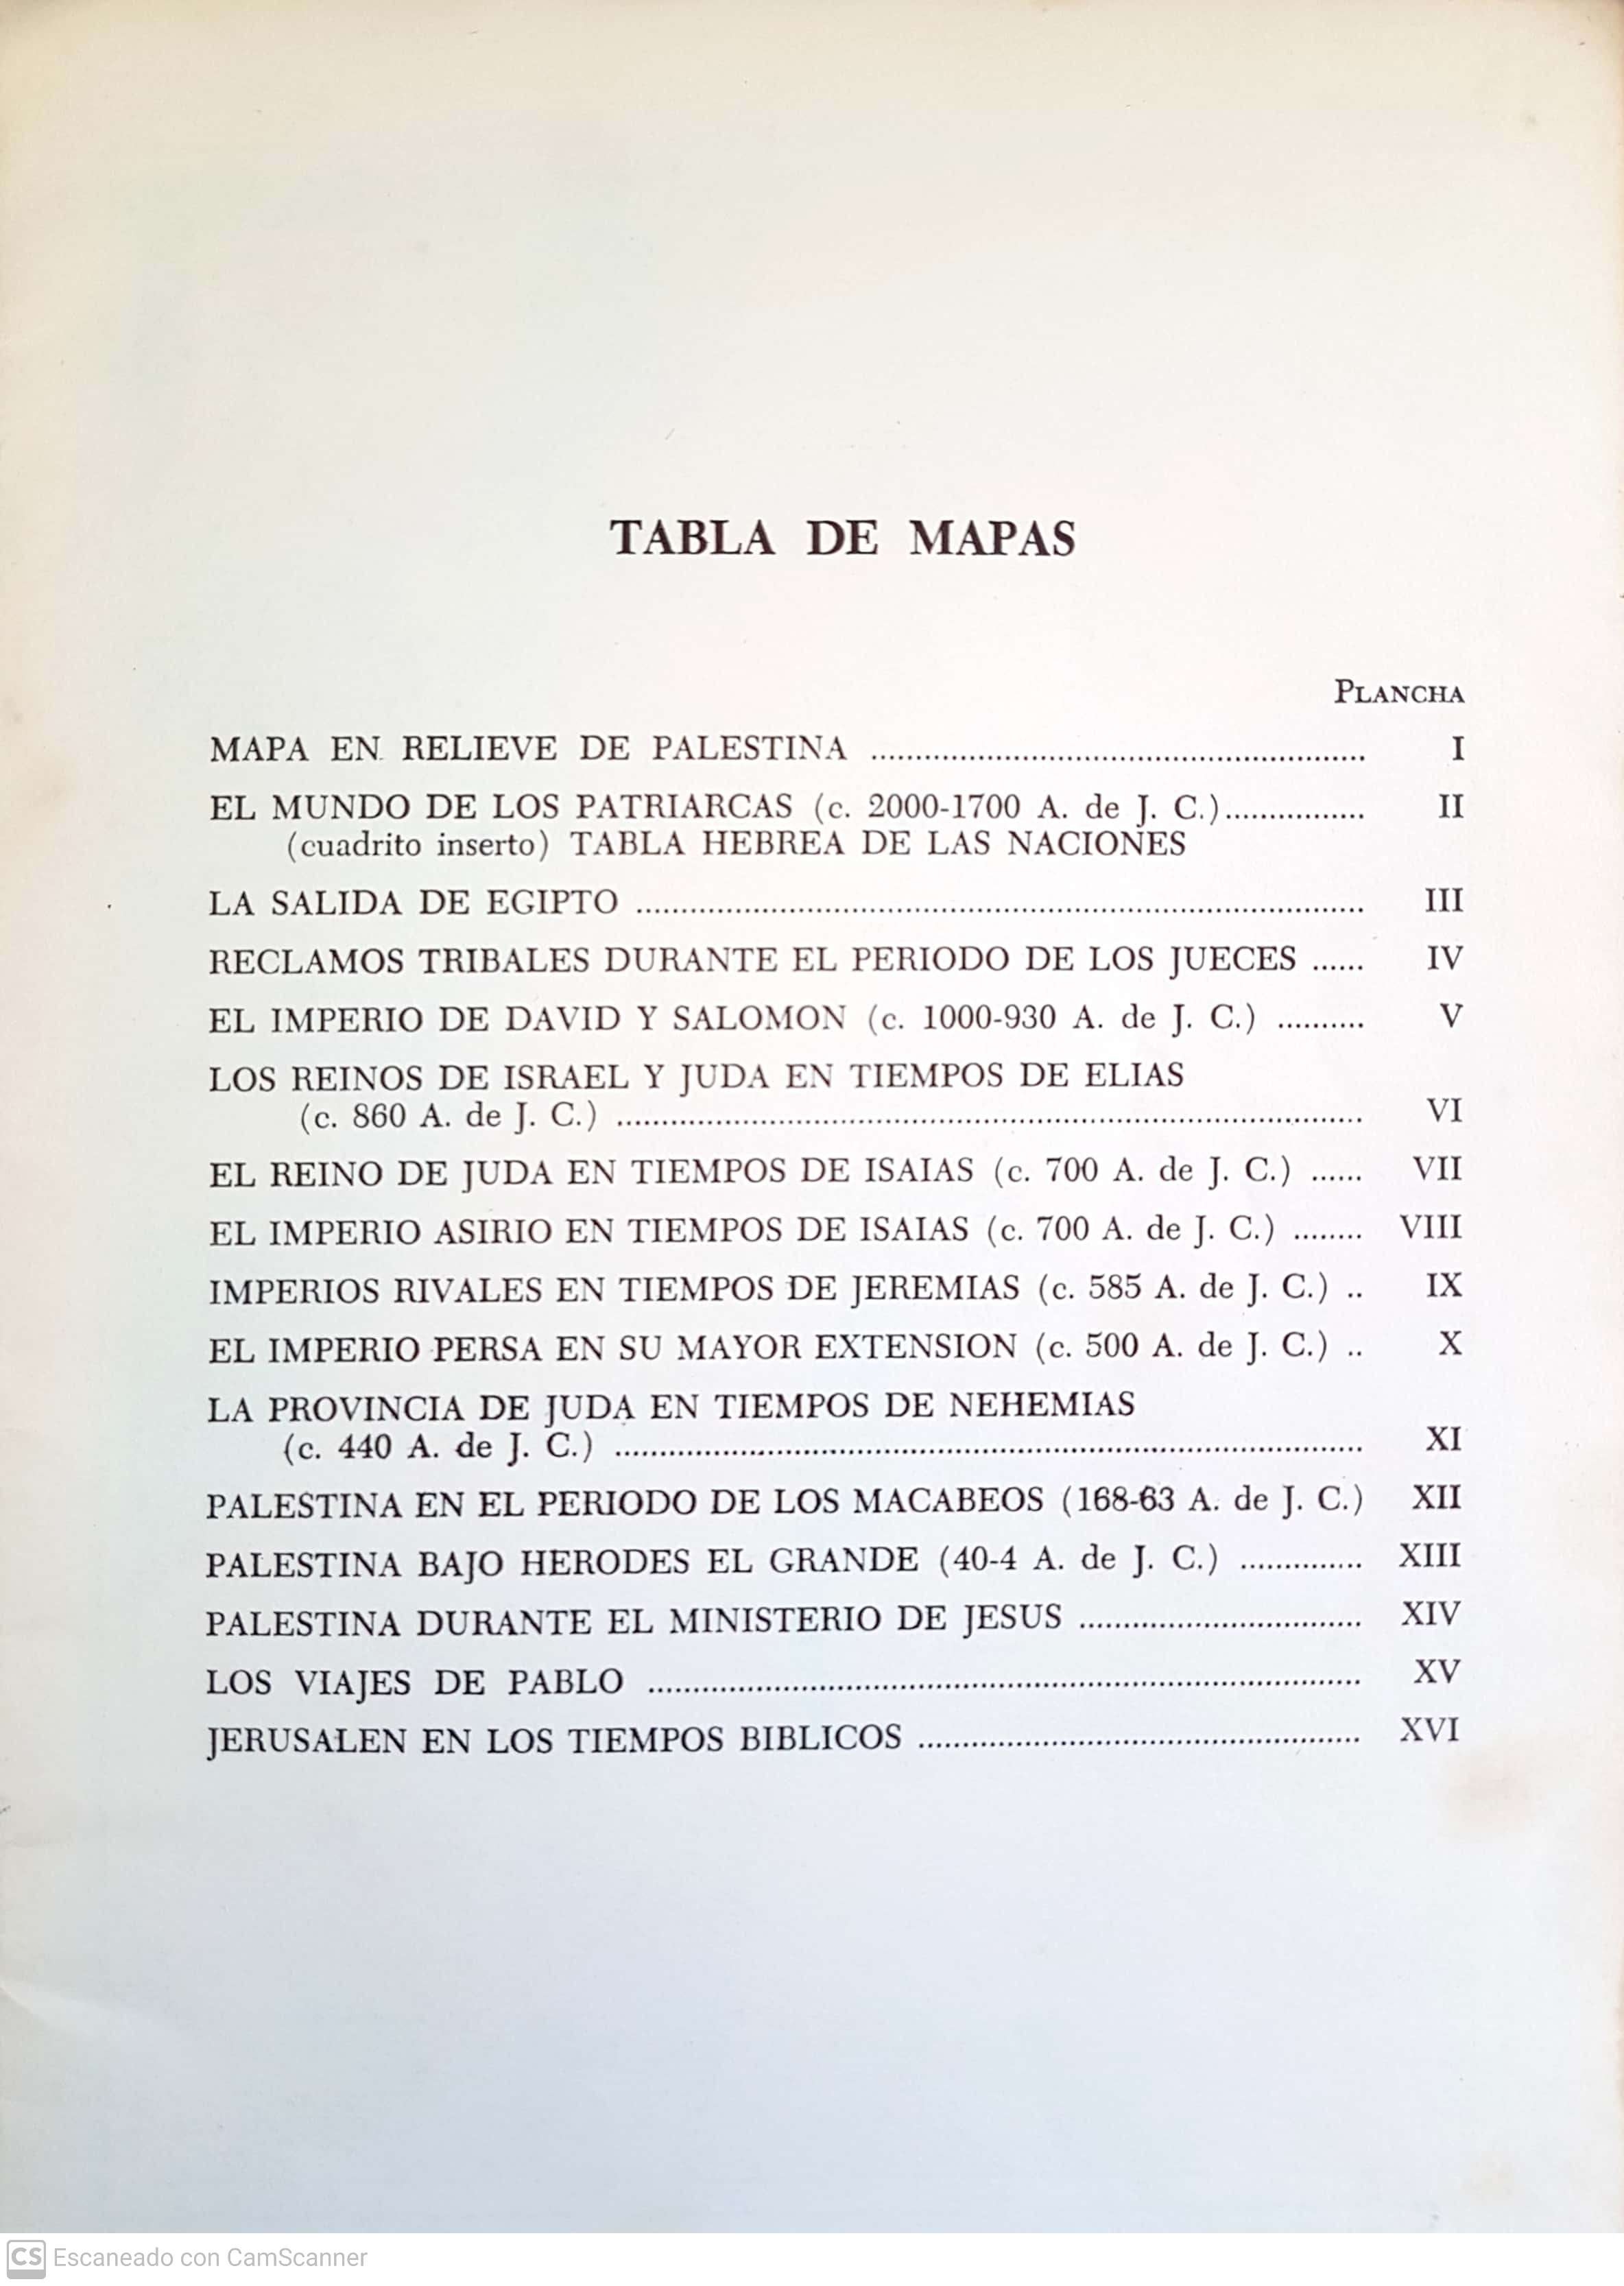 TABLA DE MAPAS
PLANCHA
MAPA EN RELIEVE DE PALESTINA ........................................................ I
EL MUNDO DE LOS PATRIARCAS (c. 2000-1700 A. de J. C.)................ II
(cuadrito inserto) TABLA HEBREA DE LAS NACIONES
LA SALIDA DE EGIPTO ................................................................................ III
RECLAMOS TRIBALES DURANTE EL PERIODO DE LOS JUECES ...... IV
EL IMPERIO DE DAVID Y SALOMON (c. 1000-930 A. de J. C.) .......... V
LOS REINOS DE ISRAEL Y JUDA EN TIEMPOS DE ELIAS
(c. 860 A. de J. C.) .................................................................................. VI
EL REINO DE JUDA EN TIEMPOS DE ISAIAS (c. 700 A. de J. C.) ...... VII
EL IMPERIO ASIRIO EN TIEMPOS DE ISAIAS (c. 700 A. de J. C.) ........ VIII
IMPERIOS RIVALES EN TIEMPOS DE JEREMIAS (c. 585 A. de J. C.) .. IX
EL IMPERIO PERSA EN SU MAYOR EXTENSION (c. 500 A. de J. C.) .. X
LA PROVINCIA DE JUDA EN TIEMPOS DE NEHEMIAS
(c. 440 A. de J. C.) .................................................................................. XI
PALESTINA EN EL PERIODO DE LOS MACABEOS (168-63 A. de J. C.) XII
PALESTINA BAJO HERODES EL GRANDE (40-4 A. de J. C.) .............. XIII
PALESTINA DURANTE EL MINISTERIO DE JESUS ................................ XIV
LOS VIAJES DE PABLO ................................................................................ XV
JERUSALEN EN LOS TIEMPOS BIBLICOS .................................................. XVI
CS Escaneado con CamScanner